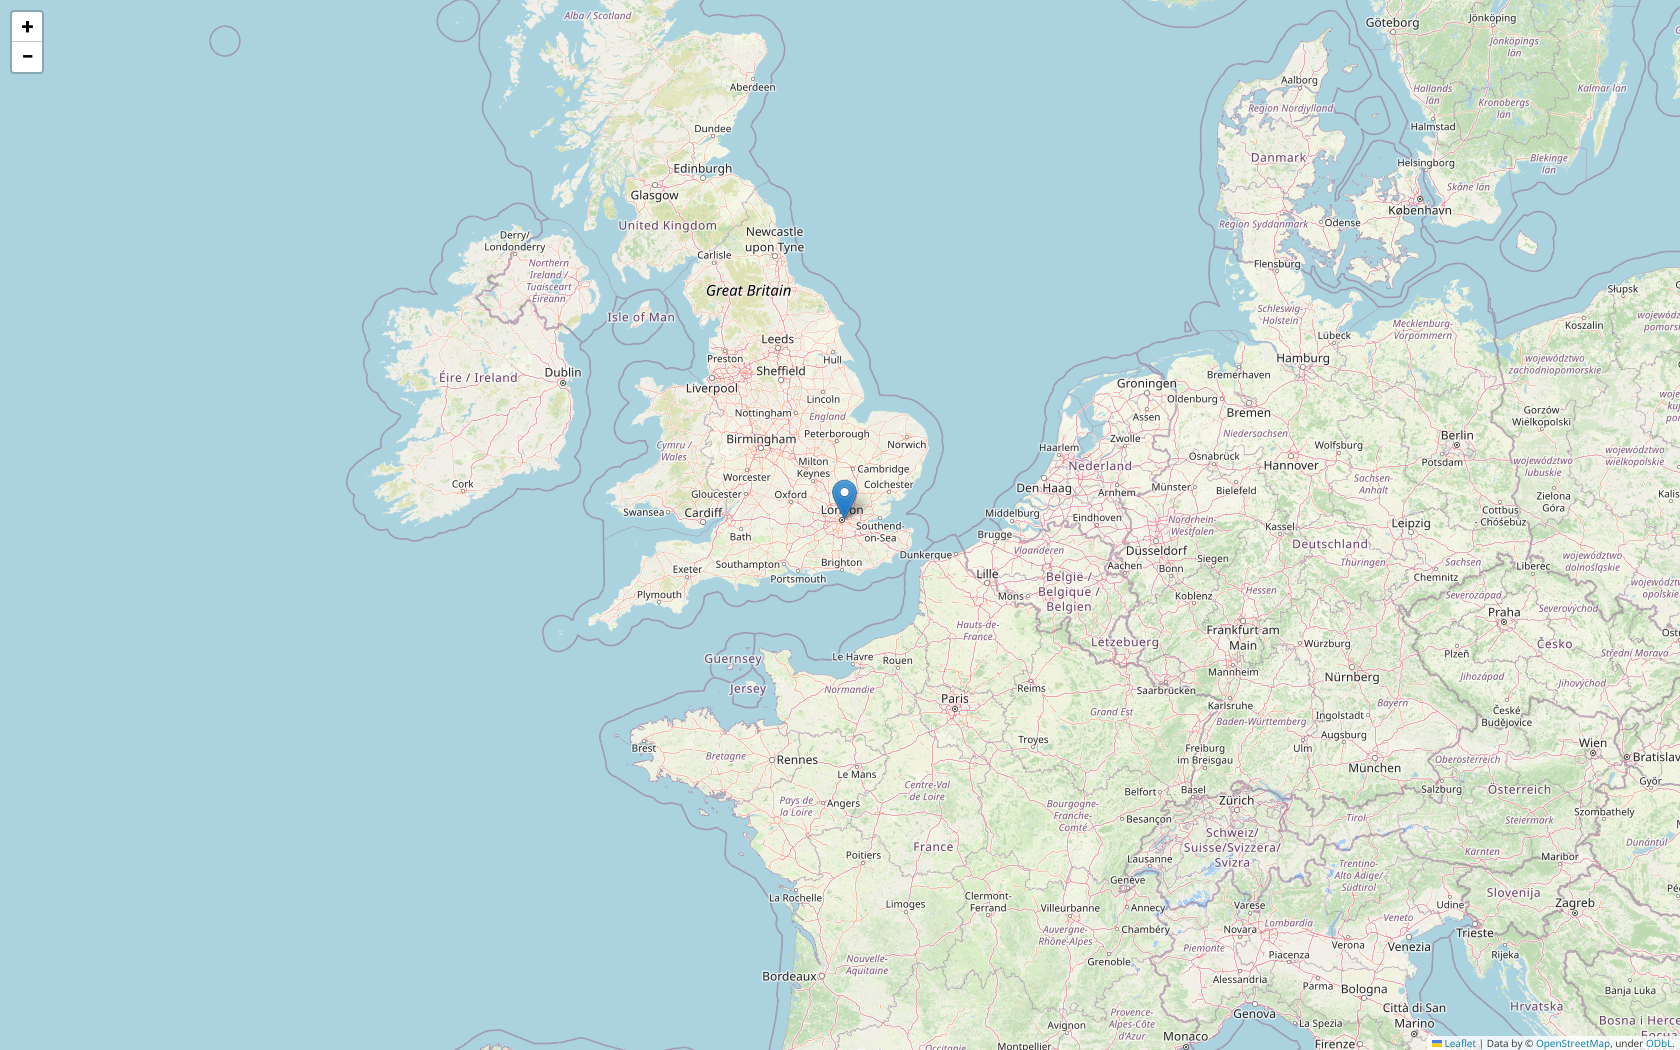 +
−
Alba / Scotland
Göteborg
Jönköping
Jönköpings
län
Aalborg
Hallands
län
Kalmar län
Kronobergs
län
Region Nordjylland
Aberdeen
Dundee
Halmstad
Danmark
Helsingborg
Blekinge
län
Edinburgh
Skåne län
Glasgow
København
United Kingdom
Region Syddanmark
Odense
Derry/
Londonderry
Newcastle
upon Tyne
Carlisle
Northern
Ireland /
Tuaisceart
Éireann
Flensburg
Great Britain
Słupsk
Isle of Man
Schleswig-
Holstein
Mecklenburg-
Vorpommern
Koszalin
Lübeck
Leeds
Preston
Hull
Hamburg
województwo
zachodniopomorskie
Sheffield
Dublin
Éire / Ireland
Liverpool
Bremerhaven
Groningen
Oldenburg
Lincoln
Bremen
Nottingham
England
Assen
Gorzów
Wielkopolski
Peterborough
Niedersachsen
Birmingham
Norwich
Zwolle
Berlin
Haarlem
Wolfsburg
Cymru /
Wales
Milton
Keynes
Cambridge
Nederland
Osnabrück
Hannover
Potsdam
województwo
lubuskie
województwo
wielkopolskie
Worcester
Colchester
Cork
Gloucester
Oxford
Den Haag
Arnhem
Münster
Bielefeld
Sachsen-
Anhalt
Zielona
Góra
Kalis
Swansea
Cardiff
London
Middelburg
Eindhoven
Cottbus
- Chóśebuz
Southend-
on-Sea
Nordrhein-
Westfalen
Kassel
Leipzig
Bath
Brugge
Vlaanderen
Düsseldorf
Deutschland
Dunkerque
Southampton
Brighton
Aachen
Siegen
Bonn
Thüringen
Sachsen
Liberec
województwo
dolnośląskie
Exeter
Portsmouth
Lille
België /
Belgique /
Belgien
Chemnitz
Plymouth
Mons
Koblenz
Hessen
Severozápad
Severovýchod
Praha
Hauts-de-
France
Frankfurt am
Main
Lëtzebuerg
Würzburg
Česko
Plzeň
Střední Morava
Guernsey
Le Havre
Rouen
Mannheim
Nürnberg
Jihozápad
Jihovýchod
Jersey
Normandie
Reims
Saarbrücken
Paris
Karlsruhe
Bayern
Grand Est
Baden-Württemberg
Ingolstadt
České
Budějovice
Brest
Troyes
Augsburg
Bretagne
Rennes
Freiburg
im Breisgau
Ulm
Wien
Bratislav
Le Mans
München
Oberösterreich
Győr
Centre-Val
de Loire
Belfort
Basel
Salzburg
Österreich
Pays de
la Loire
Angers
Bourgogne-
Franche-
Comté
Zürich
Besançon
Tirol
Steiermark
Szombathely
Schweiz/
Suisse/Svizzera/
Svizra
France
Dunántúl
Poitiers
Lausanne
Kärnten
Maribor
Trentino-
Alto Adige/
Südtirol
Genève
La Rochelle
Limoges
Clermont-
Ferrand
Villeurbanne
Annecy
Varese
Udine
Slovenija
Zagreb
Chambéry
Novara
Lombardia
Veneto
Auvergne-
Rhône-Alpes
Trieste
Verona
Venezia
Piemonte
Piacenza
Rijeka
Nouvelle-
Aquitaine
Grenoble
Bordeaux
Alessandria
Parma
Bologna
Banja Luka
Provence-
Alpes-Côte
d'Azur
Genova
Città di San
Marino
Hrvatska
Avignon
La Spezia
Bosna i Herce
Monaco
Firenze
Occitanie
Montpellier
Leaflet | Data by © OpenStreetMap, under ODbL.